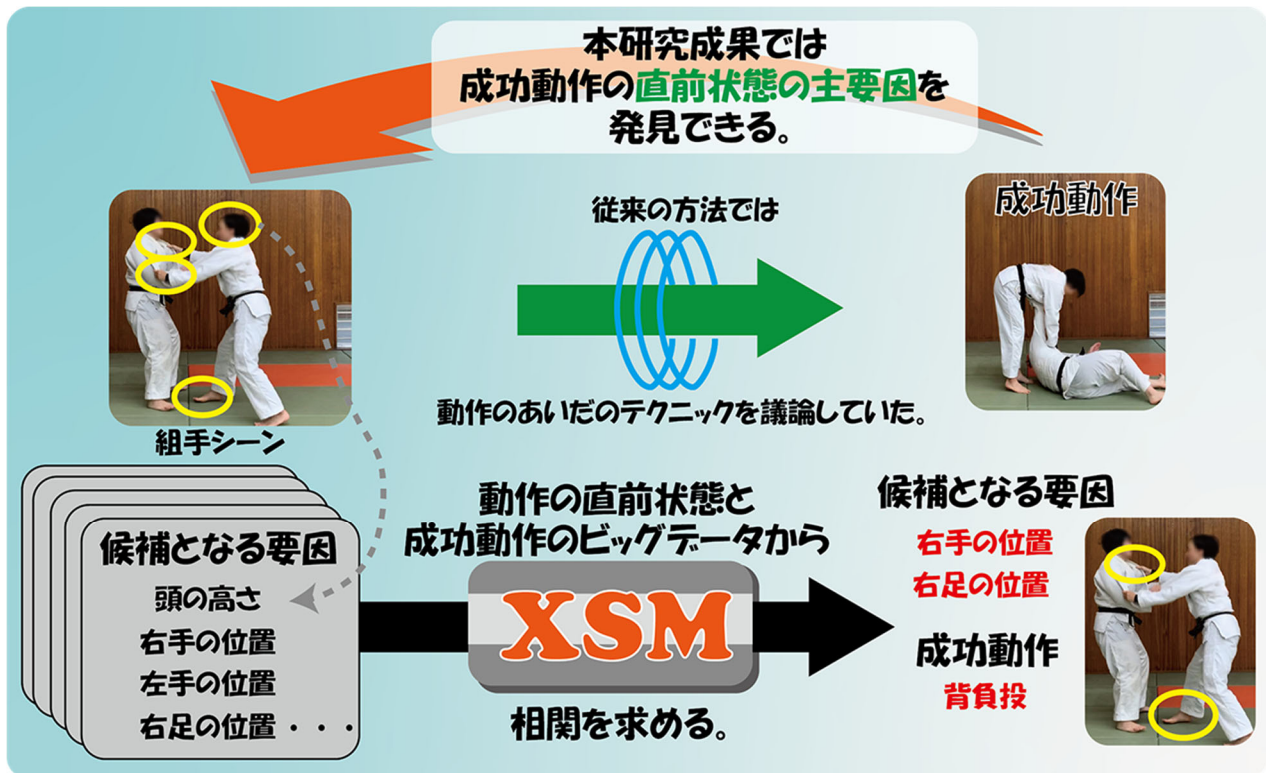 本研究成果では
成功動作の直前状態の主要因を
発見できる。
従来の方法では
成功動作
動作のあいだのテクニックを議論していた。
組手シーン
候補となる要因
頭の高さ
右手の位置
左手の位置
右足の位置・・・
動作の直前状態と
成功動作のビッグデータから
XSM
相関を求める。
候補となる要因
右手の位置
右足の位置
成功動作
背負投